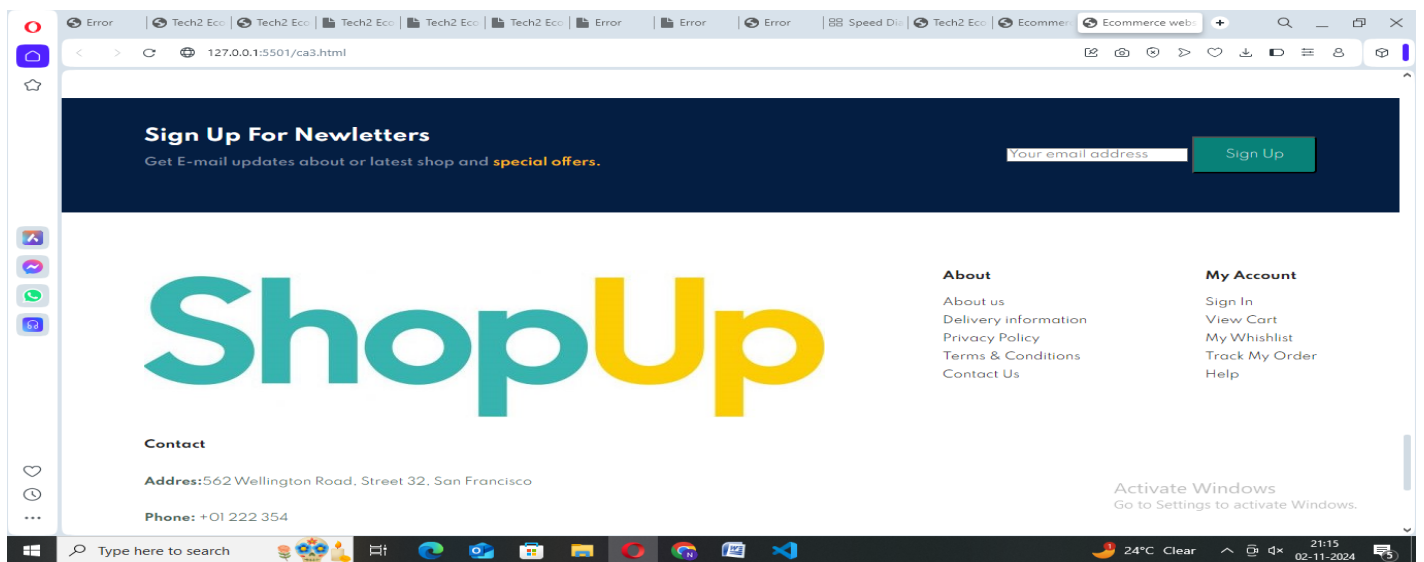 Error
Tech2 Eco
Tech2 Eco
Tech2 Eco
Tech2 Eco
Tech2 Eco
Error
Error
Error
Speed Dia
Tech2 Eco
Ecommer
Ecommerce webs
127.0.0.1:5501/ca3.html
Sign Up For Newletters
Get E-mail updates about or latest shop and special offers.
Your email address
Sign Up
ShopUp
About
About us
Delivery information
Privacy Policy
Terms & Conditions
Contact Us
My Account
Sign In
View Cart
My Whishlist
Track My Order
Help
Contact
Addres:562 Wellington Road, Street 32, San Francisco
Phone: +01 222 354
Activate Windows
Go to Settings to activate Windows.
Type here to search
24°C Clear
21:15
02-11-2024
5